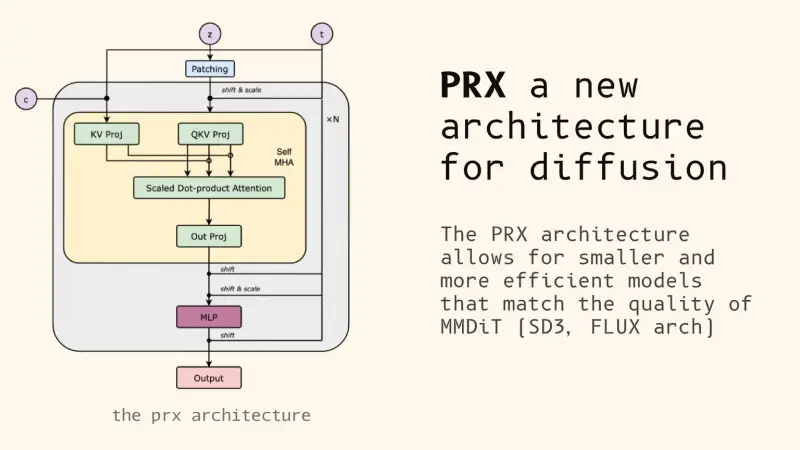 z
t
Patching
shift & scale
c
×N
KV Proj
QKV Proj
Self
MHA
Scaled Dot-product Attention
Out Proj
shift
shift & scale
MLP
shift
Output
the prx architecture
PRX a new
architecture
for diffusion
The PRX architecture
allows for smaller and
more efficient models
that match the quality of
MMDiT [SD3, FLUX arch]